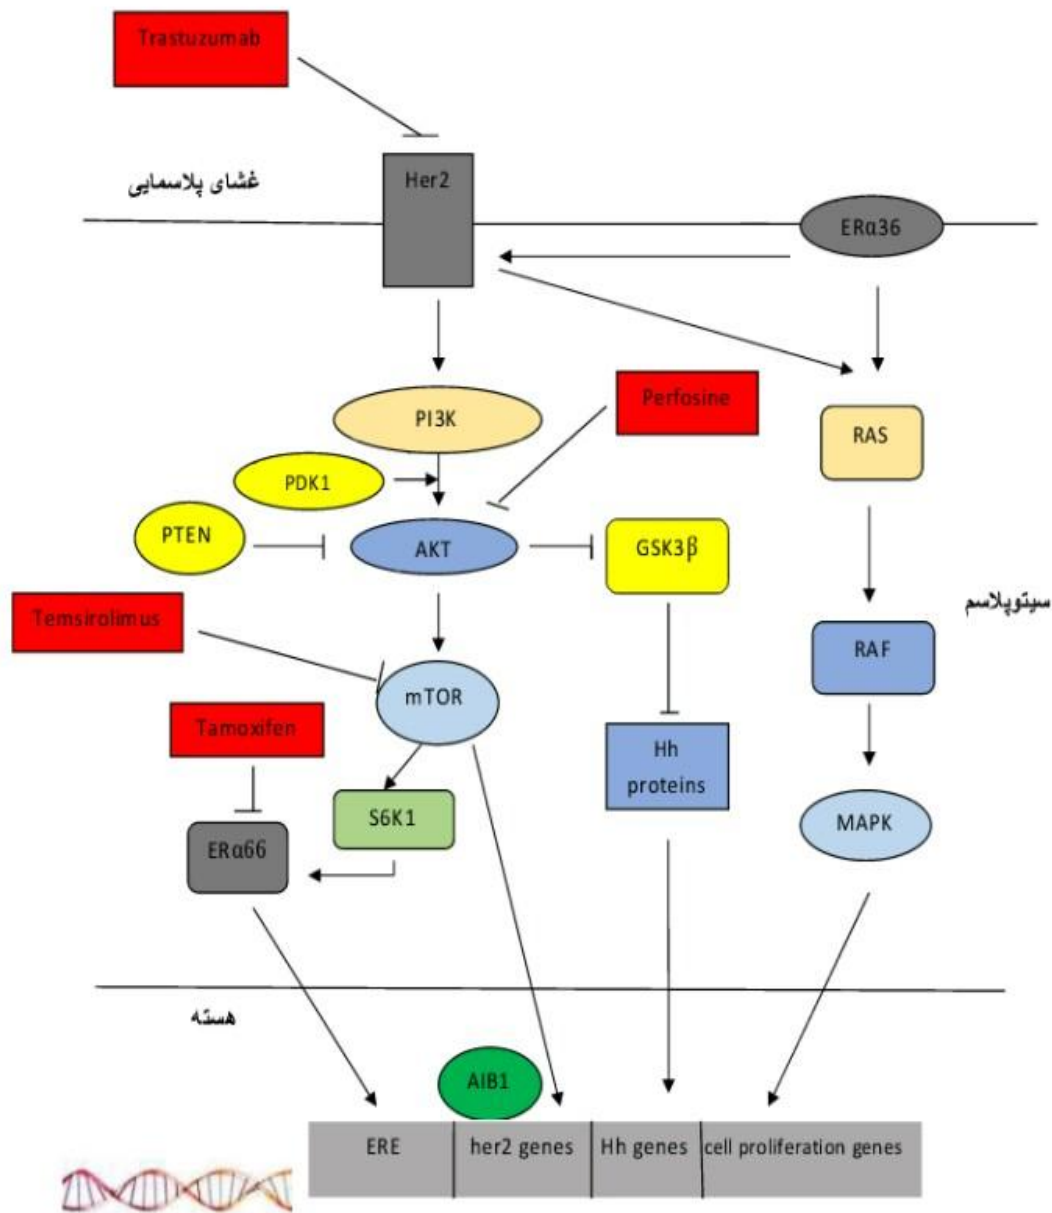 Trastuzumab
Her2
غشای پلاسمایی
ERα36
PI3K
Perfosine
RAS
PDK1
PTEN
AKT
GSK3β
Temsirolimus
سیتوپلاسم
RAF
mTOR
Tamoxifen
Hh
proteins
S6K1
MAPK
ERα66
هسته
AIB1
ERE
her2 genes
Hh genes
cell proliferation genes